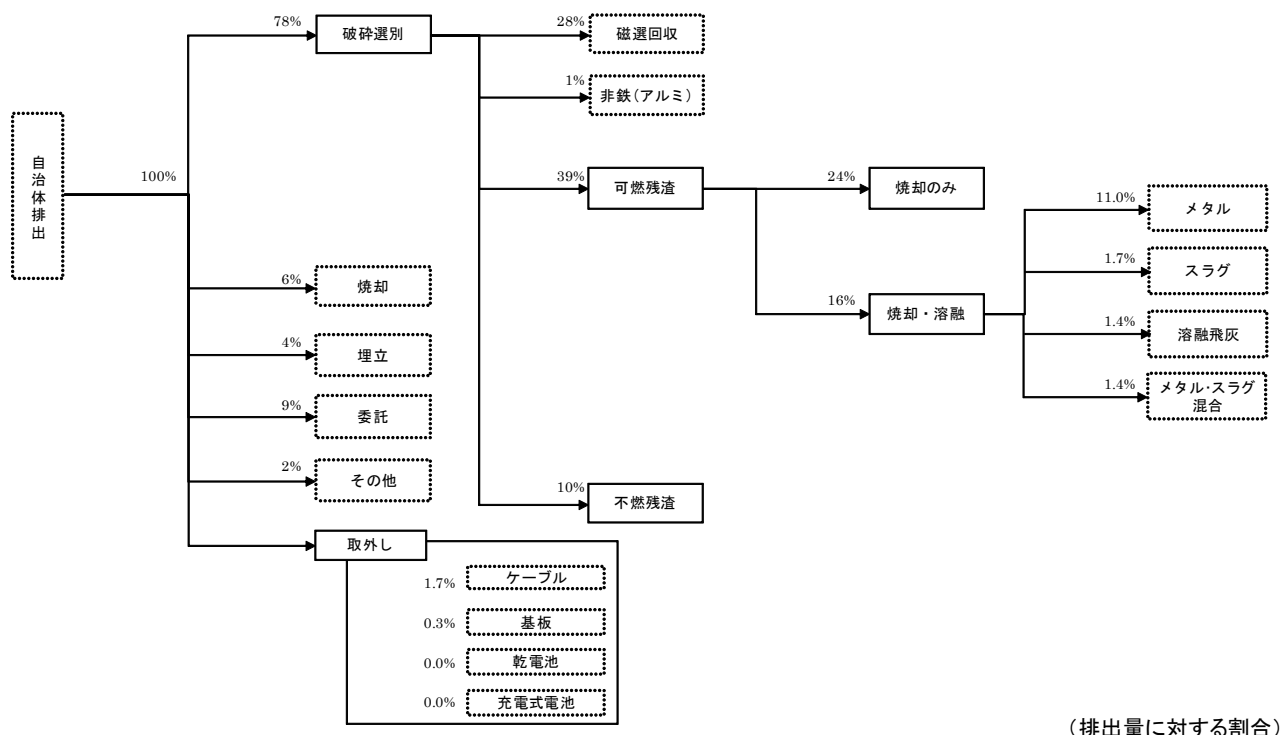 自治体排出
100%
78%
破砕選別
6%
焼却
4%
埋立
9%
委託
2%
その他
取外し
1.7%
ケーブル
0.3%
基板
0.0%
乾電池
0.0%
充電式電池
28%
磁選回収
1%
非鉄(アルミ)
39%
可燃残渣
10%
不燃残渣
24%
焼却のみ
16%
焼却・溶融
11.0%
メタル
1.7%
スラグ
1.4%
溶融飛灰
1.4%
メタル・スラグ
混合
(排出量に対する割合)